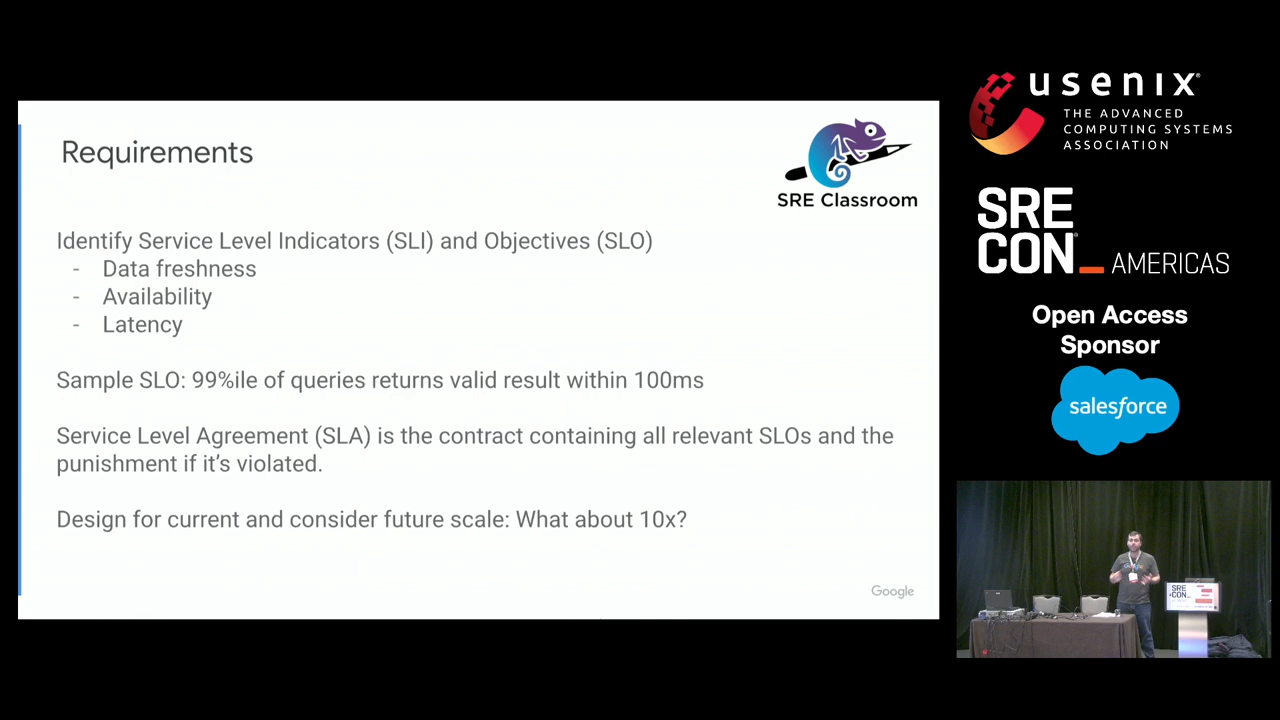 Requirements
SRE Classroom
Identify Service Level Indicators (SLI) and Objectives (SLO)
- Data freshness
- Availability
- Latency
Sample SLO: 99%ile of queries returns valid result within 100ms
Service Level Agreement (SLA) is the contract containing all relevant SLOs and the
punishment if it's violated.
Design for current and consider future scale: What about 10x?
Google
usenix®
THE ADVANCED
COMPUTING SYSTEMS
ASSOCIATION
SRE
CON AMERICAS
Open Access
Sponsor
salesforce
SRE
CON